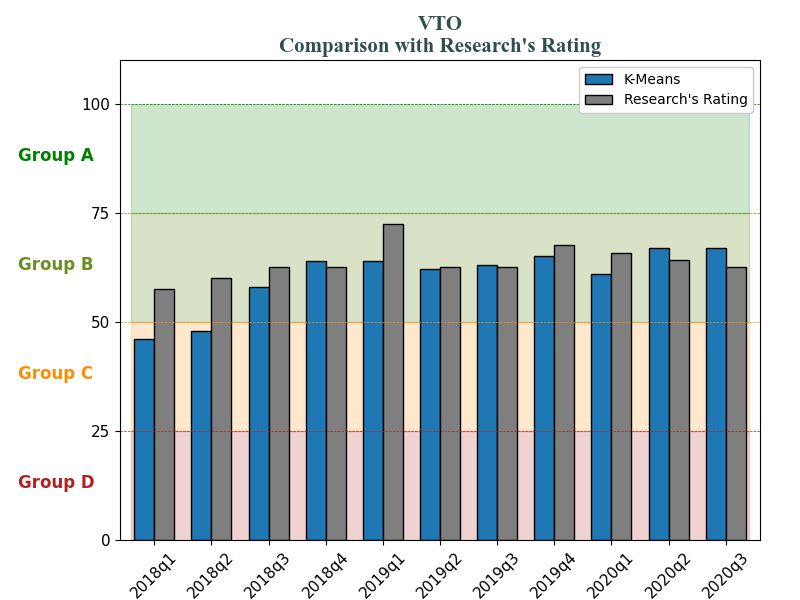 VTO
Comparison with Research's Rating
K-Means
Research's Rating
100
Group A
75
Group B
50
Group C
25
Group D
0
2018q1
2018q2
2018q3
2018q4
2019q1
2019q2
2019q3
2019q4
2020q1
2020q2
2020q3